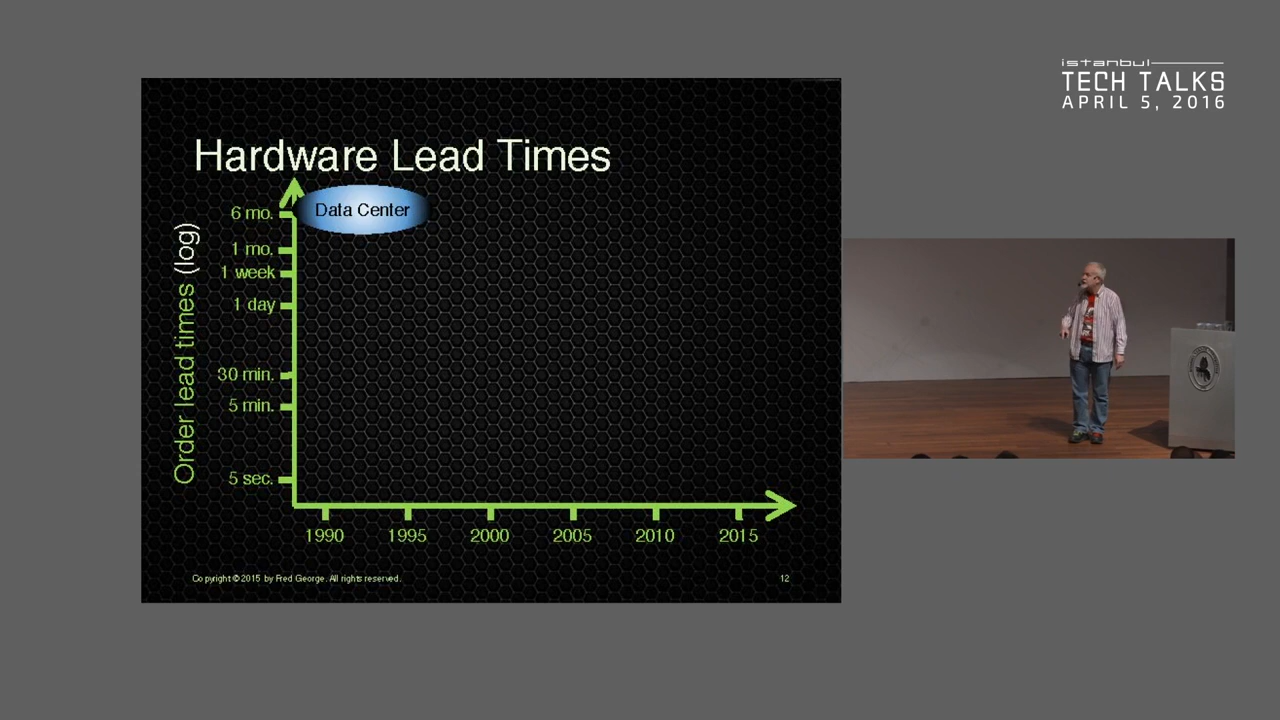 istanbul
TECH TALKS
APRIL 5, 2016
Hardware Lead Times
Data Center
Order lead times (log)
6 mo.
1 mo.
1 week
1 day
30 min.
5 min.
5 sec.
1990 1995 2000 2005 2010 2015
Copyright © 2015 by Fred George. All rights reserved.
12